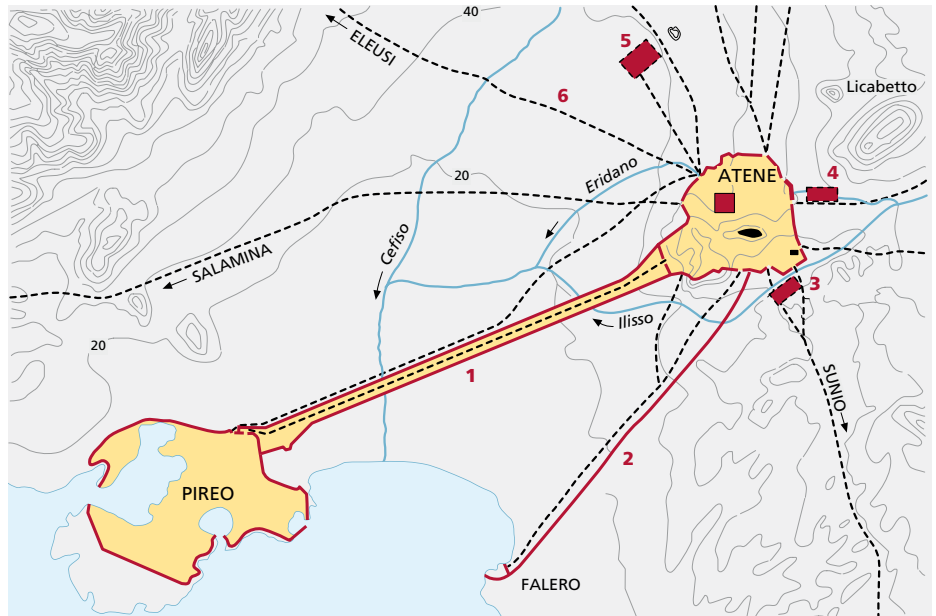 40
ELEUSI
5
6
Licabetto
ATENE
4
Eridano
20
Cefiso
SALAMINA
3
Ilisso
20
1
SUNIO
2
PIREO
FALERO